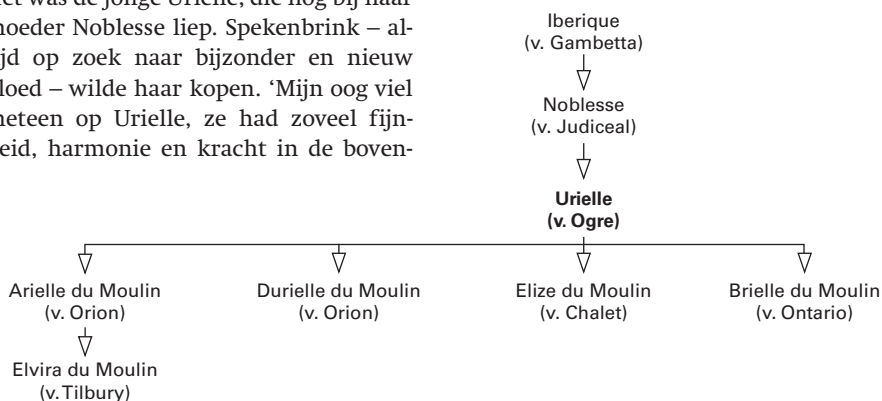 het was de jonge Urielle, die nog bij haar
moeder Noblesse liep. Spekenbrink – al-
tijd op zoek naar bijzonder en nieuw
bloed – wilde haar kopen. ‘Mijn oog viel
meteen op Urielle, ze had zoveel fijn-
heid, harmonie en kracht in de boven-
Iberique
(v. Gambetta)
Noblesse
(v. Judiceal)
Urielle
(v. Ogre)
Arielle du Moulin
(v. Orion)
Durielle du Moulin
(v. Orion)
Elize du Moulin
(v. Chalet)
Brielle du Moulin
(v. Ontario)
Elvira du Moulin
(v. Tilbury)